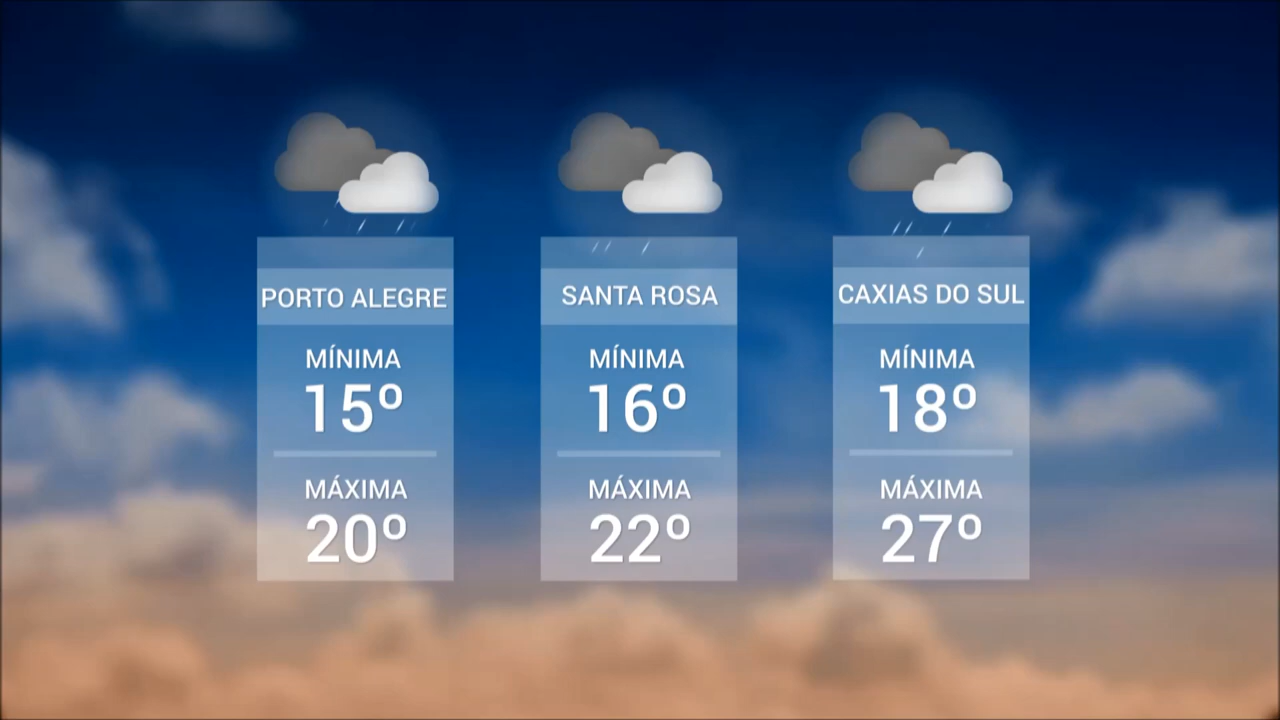 PORTO ALEGRE
MÍNIMA
15º
MÁXIMA
20º
SANTA ROSA
MÍNIMA
16º
MÁXIMA
22º
CAXIAS DO SUL
MÍNIMA
18º
MÁXIMA
27º